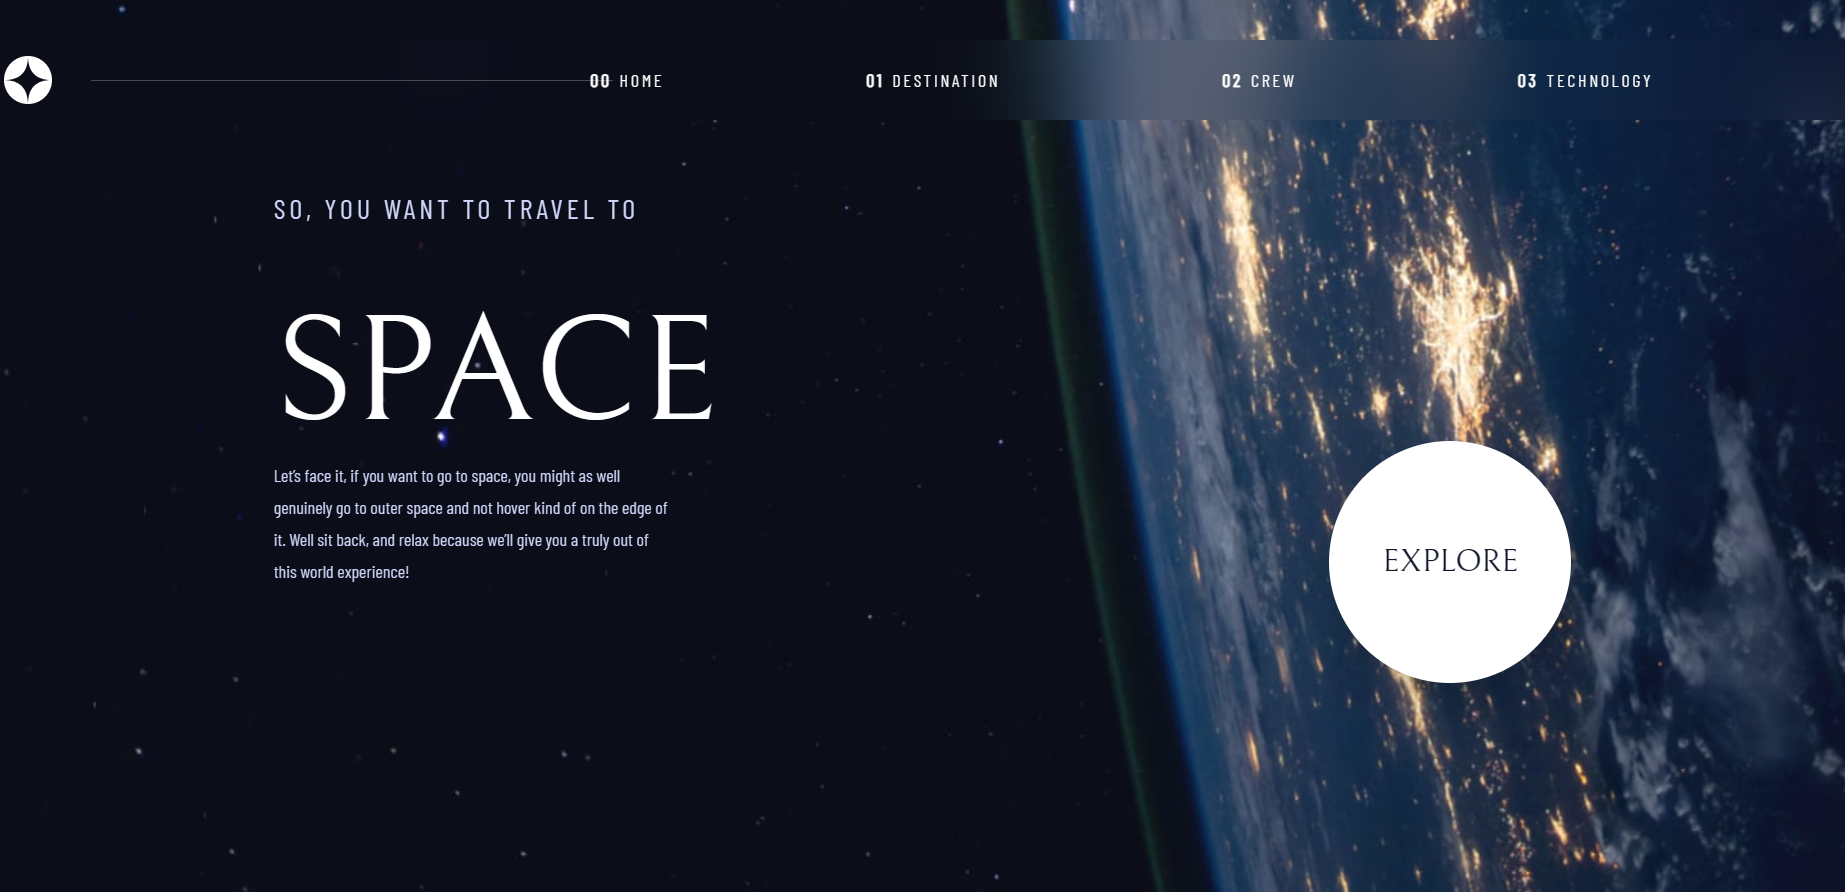 00 HOME 01 DESTINATION 02 CREW 03 TECHNOLOGY
SO, YOU WANT TO TRAVEL TO
SPACE
Let's face it, if you want to go to space, you might as well
genuinely go to outer space and not hover kind of on the edge of
it. Well sit back, and relax because we'll give you a truly out of
this world experience!
EXPLORE